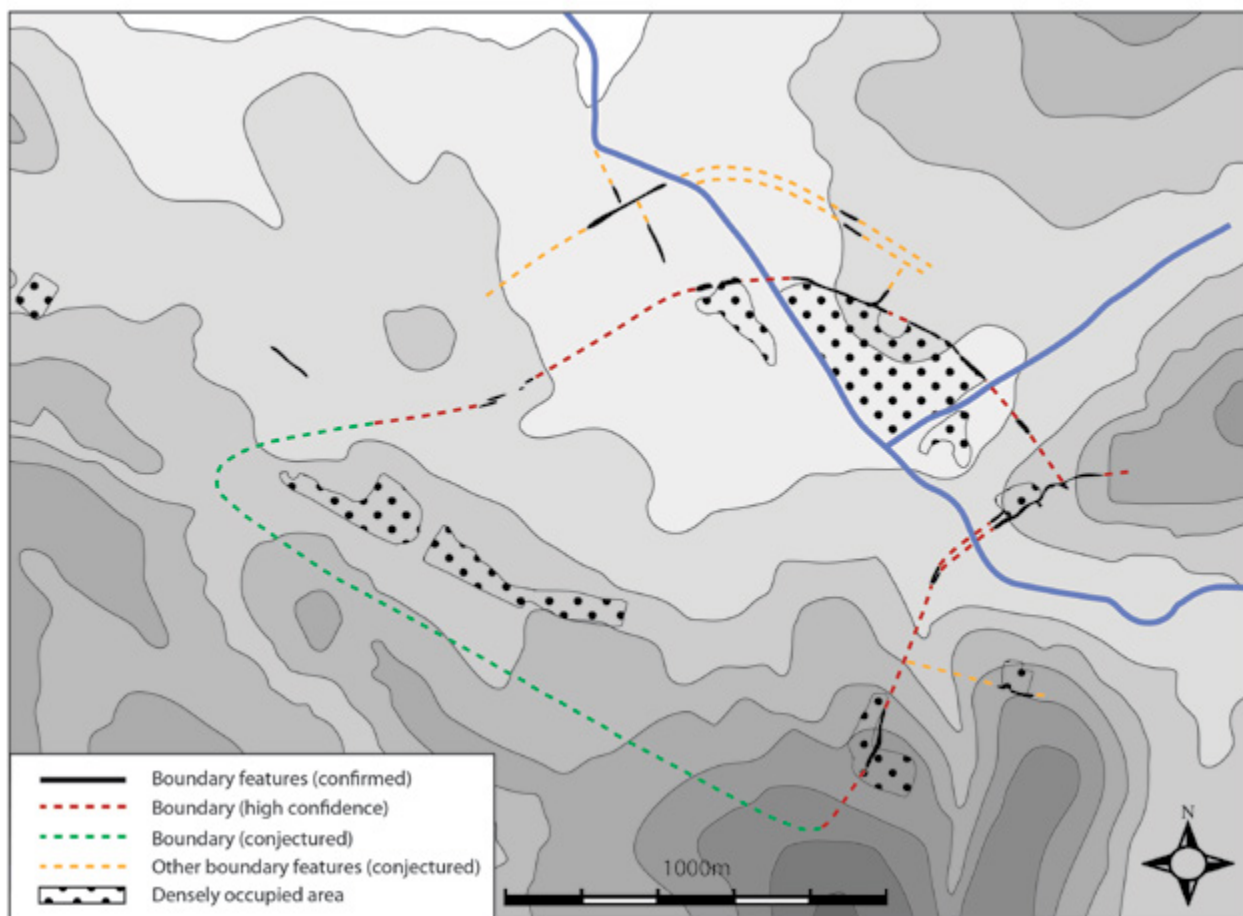 Boundary features (confirmed)
Boundary (high confidence)
Boundary (conjectured)
Other boundary features (conjectured)
Densely occupied area
1000m
N